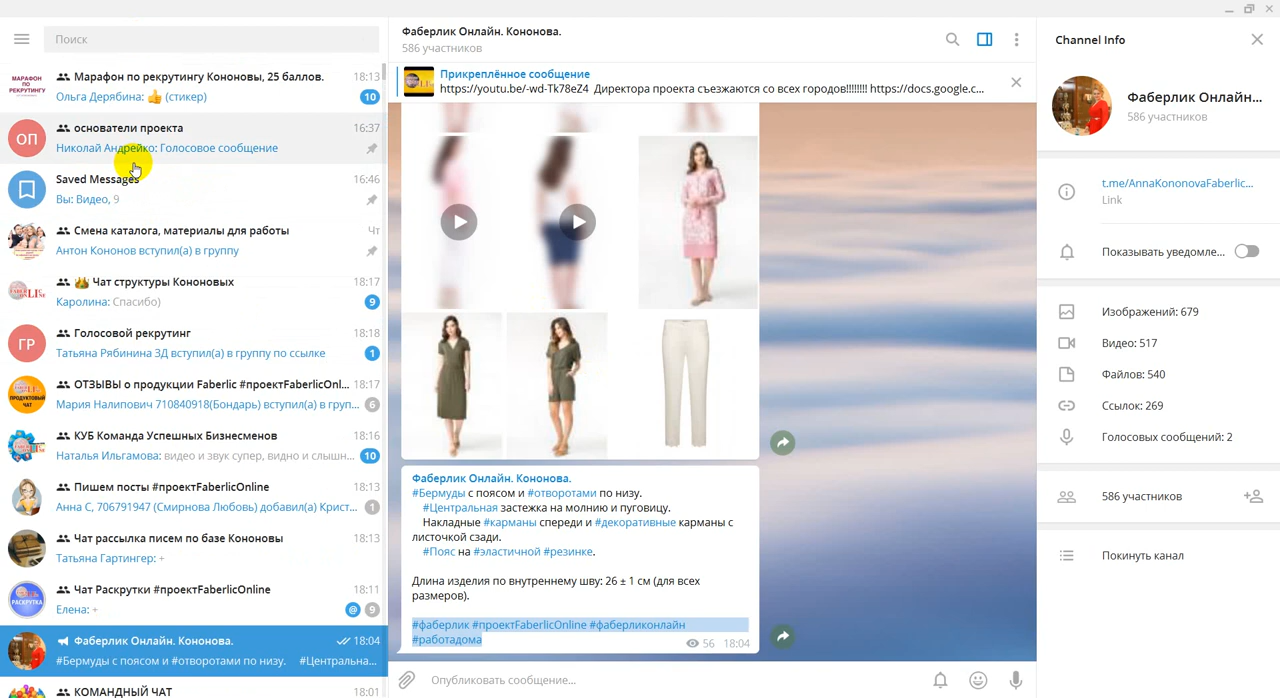 Поиск
МАРАФОН
ПО
РЕКРУТИНГУ
Марафон по рекрутингу Кононовы, 25 баллов.
18:13
Ольга Дерябина: 👍 (стикер)
10
ОП
основатели проекта
16:37
Николай Андрейко: Голосовое сообщение
Saved Messages
16:46
Вы: Видео, 9
Смена каталога, материалы для работы
Чт
Антон Кононов вступил(а) в группу
👑 Чат структуры Кононовых
18:17
Каролина: Спасибо)
9
ГР
Голосовой рекрутинг
18:18
Татьяна Рябинина ЗД вступил(а) в группу по ссылке
1
ПРОДУКТОВЫЙ
ЧАТ
ОТЗЫВЫ о продукции Faberlic #проектFaberlicOnl...
18:17
Мария Налипович 710840918(Бондарь) вступил(а) в груп...
6
КУБ Команда Успешных Бизнесменов
18:16
Наталья Ильгамова: видео и звук супер, видно и слышн...
10
Пишем посты #проектFaberlicOnline
18:13
Анна С, 706791947 (Смирнова Любовь) добавил(а) Крист...
1
Чат рассылка писем по базе Кононовы
18:13
Татьяна Гартингер: +
РАСКРУТКА
Чат Раскрутки #проектFaberlicOnline
18:11
Елена: +
@ 9
Фаберлик Онлайн. Кононова.
18:04
#Бермуды с поясом и #отворотами по низу. #Центральна...
КОМАНДНЫЙ ЧАТ
18:01
Фаберлик Онлайн. Кононова.
586 участников
Прикреплённое сообщение
https://youtu.be/-wd-Tk78eZ4 Директора проекта съезжаются со всех городов!!!!!!!! https://docs.google.c...
Фаберлик Онлайн. Кононова.
#Бермуды с поясом и #отворотами по низу.
#Центральная застежка на молнию и пуговицу.
Накладные #карманы спереди и #декоративные карманы с
листочкой сзади.
#Пояс на #эластичной #резинке.
Длина изделия по внутреннему шву: 26 ± 1 см (для всех
размеров).
#фаберлик #проектFaberlicOnline #фаберликонлайн
#работадома
56 18:04
Опубликовать сообщение...
Channel Info
Фаберлик Онлайн...
586 участников
t.me/AnnaKononovaFaberlic...
Link
Показывать уведомле...
Изображений: 679
Видео: 517
Файлов: 540
Ссылок: 269
Голосовых сообщений: 2
586 участников
Покинуть канал